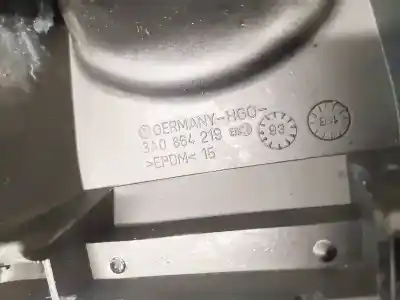 GERMANY-HGO-
3A0 864 219
>EPDM< 15
93